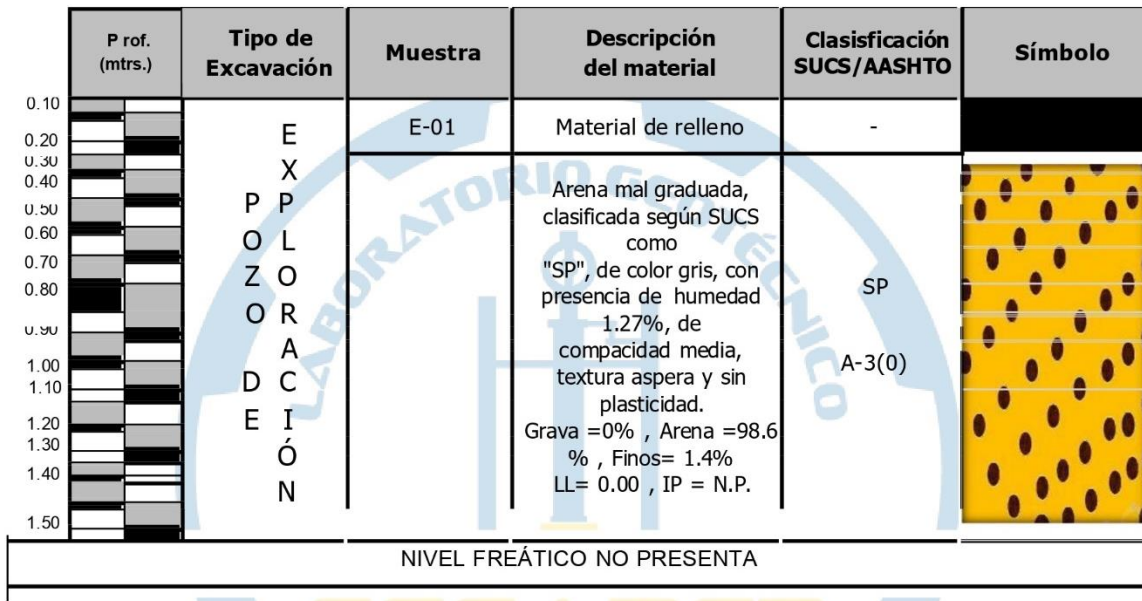 P rof.
(mtrs.)
Tipo de
Excavación
Muestra
Descripción
del material
Clasisficación
SUCS/AASHTO
Símbolo
0.10
0.20
0.30
0.40
0.50
0.60
0.70
0.80
0.90
1.00
1.10
1.20
1.30
1.40
1.50
POZO DE
EXPLORACIÓN
E-01
Material de relleno
-
Arena mal graduada,
clasificada según SUCS
como
"SP", de color gris, con
presencia de humedad
1.27%, de
compacidad media,
textura aspera y sin
plasticidad.
Grava =0% , Arena =98.6
% , Finos= 1.4%
LL= 0.00 , IP = N.P.
SP
A-3(0)
NIVEL FREÁTICO NO PRESENTA
LABORATORIO GEOTÉCNICO